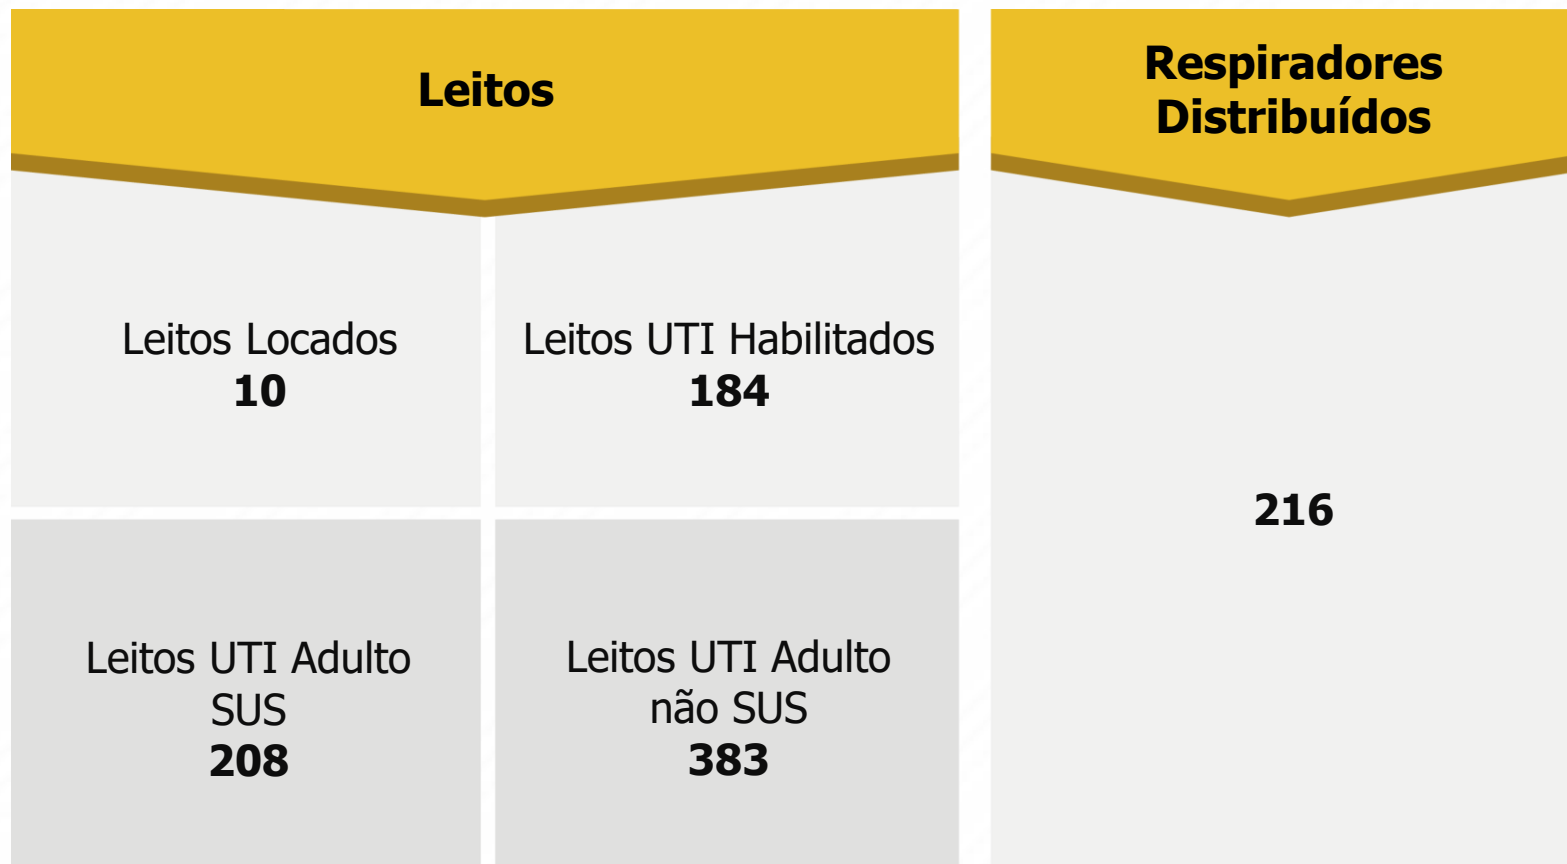 Leitos
Leitos Locados
10
Leitos UTI Habilitados
184
Leitos UTI Adulto
SUS
208
Leitos UTI Adulto
não SUS
383
Respiradores
Distribuídos
216